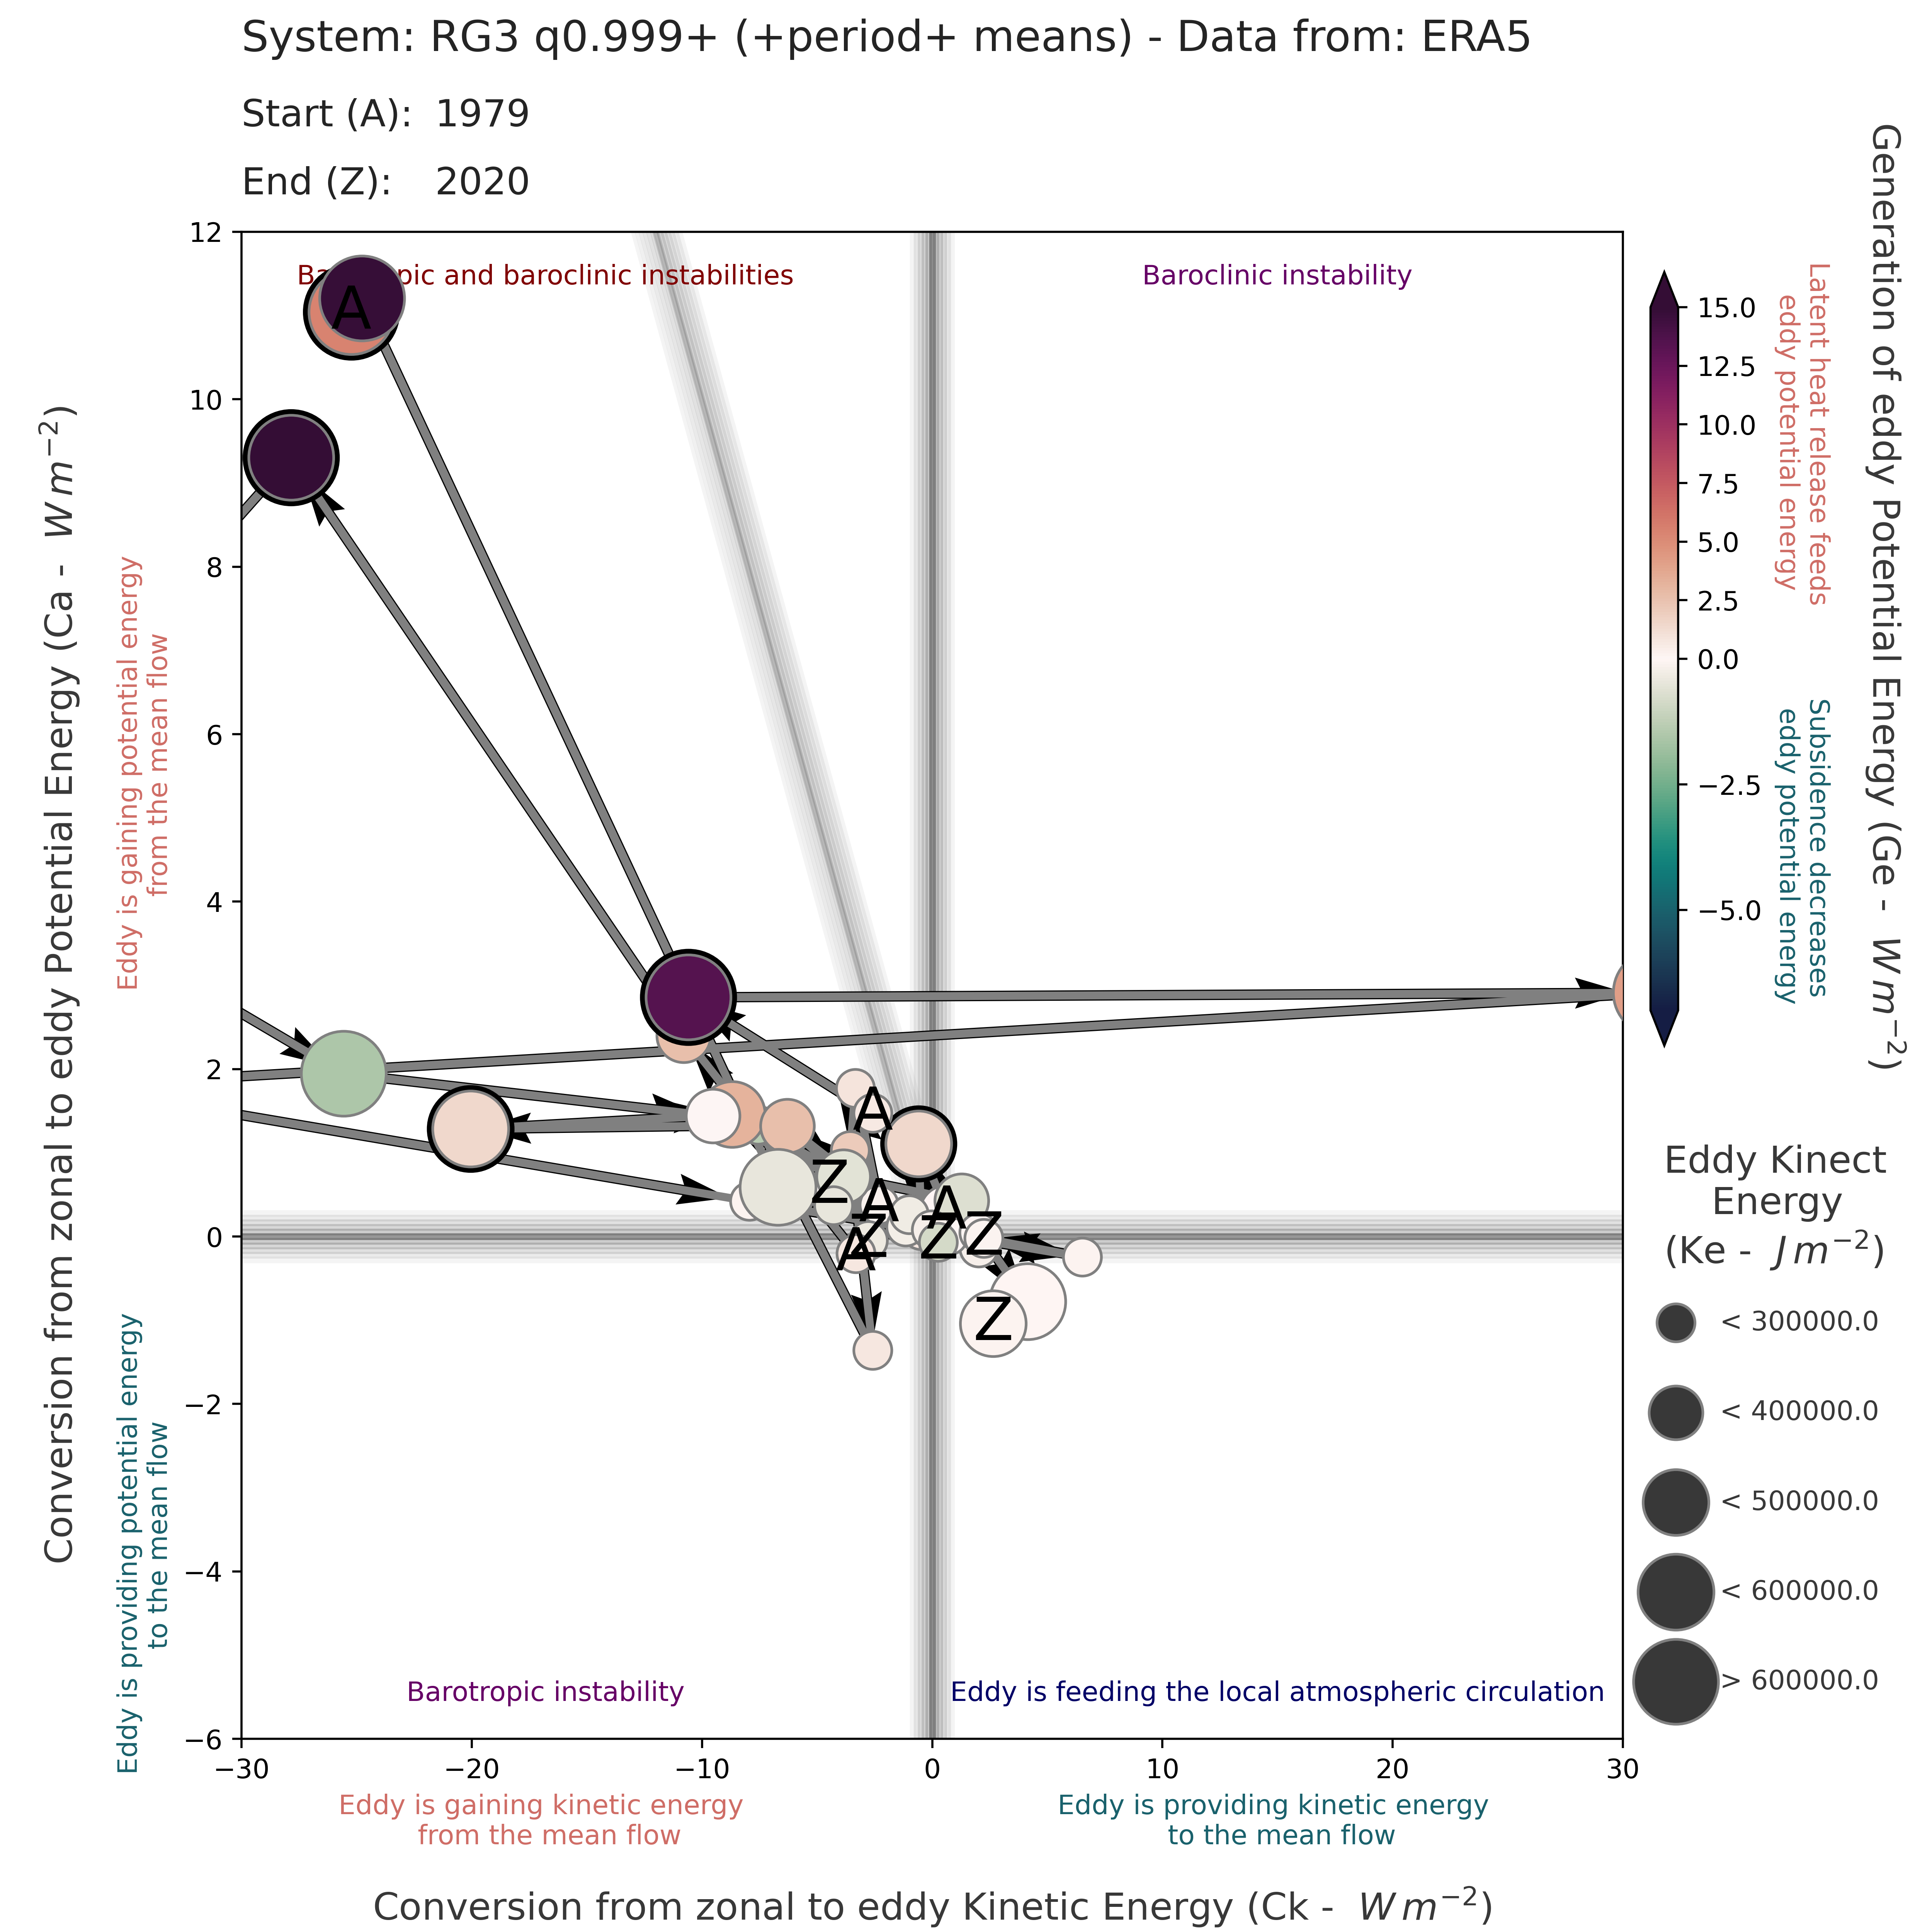 System: RG3 q0.999+ (+period+ means) - Data from: ERA5
Start (A): 1979
End (Z): 2020
Conversion from zonal to eddy Potential Energy (Ca - W m−2)
Eddy is gaining potential energy
from the mean flow
Eddy is providing potential energy
to the mean flow
12
10
8
6
4
2
0
−2
−4
−6
pic and baroclinic instabilities
Baroclinic instability
A
A
Z
A
A
Z
A
Z
Z
Z
Barotropic instability
Eddy is feeding the local atmospheric circulation
−30
−20
−10
0
10
20
30
Eddy is gaining kinetic energy
from the mean flow
Eddy is providing kinetic energy
to the mean flow
Conversion from zonal to eddy Kinetic Energy (Ck - W m−2)
15.0
12.5
10.0
7.5
5.0
2.5
0.0
−2.5
−5.0
Latent heat release feeds
eddy potential energy
Subsidence decreases
eddy potential energy
Generation of eddy Potential Energy (Ge - W m−2)
Eddy Kinect
Energy
(Ke - J m−2)
< 300000.0
< 400000.0
< 500000.0
< 600000.0
> 600000.0